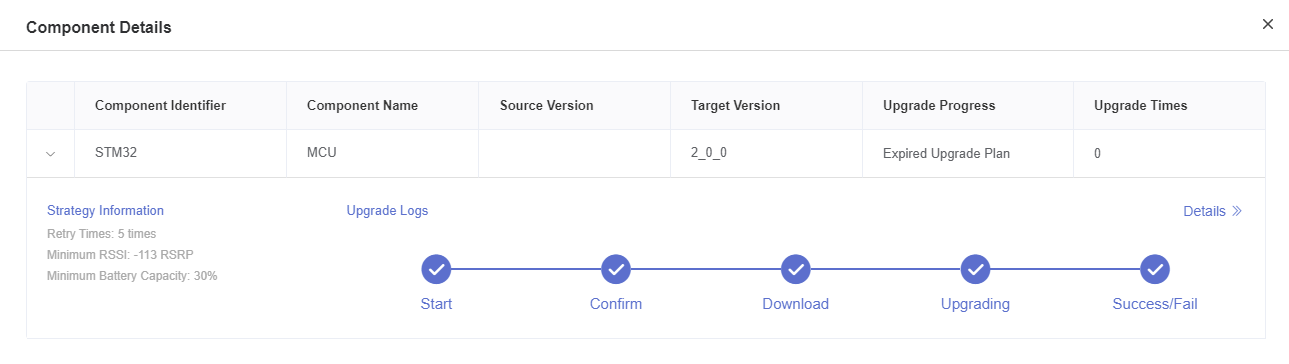 Component Details
Component Identifier Component Name Source Version Target Version Upgrade Progress Upgrade Times
STM32 MCU 2_0_0 Expired Upgrade Plan 0
Strategy Information Upgrade Logs Details
Retry Times: 5 times
Minimum RSSI: -113 RSRP
Minimum Battery Capacity: 30%
Start Confirm Download Upgrading Success/Fail